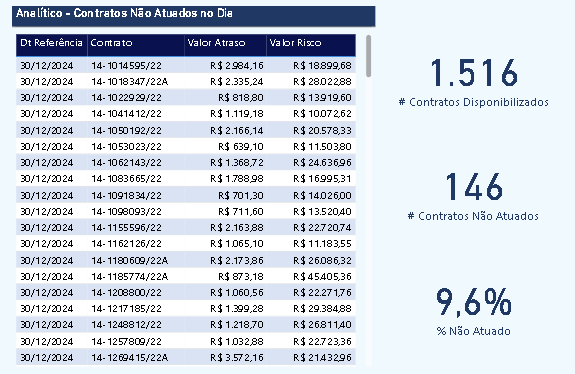 Analítico - Contratos Não Atuados no Dia
Dt Referência Contrato Valor Atraso Valor Risco
30/12/2024 14-1014595/22 R$ 2.984,16 R$ 18.899,68
30/12/2024 14-1018347/22A R$ 2.335,24 R$ 28.022,88
30/12/2024 14-1022929/22 R$ 818,80 R$ 13.919,60
30/12/2024 14-1041412/22 R$ 1.119,18 R$ 10.072,62
30/12/2024 14-1050192/22 R$ 2.166,14 R$ 20.578,33
30/12/2024 14-1053023/22 R$ 639,10 R$ 11.503,80
30/12/2024 14-1062143/22 R$ 1.368,72 R$ 24.636,96
30/12/2024 14-1083665/22 R$ 1.788,98 R$ 16.995,31
30/12/2024 14-1091834/22 R$ 701,30 R$ 14.026,00
30/12/2024 14-1098093/22 R$ 711,60 R$ 13.520,40
30/12/2024 14-1155596/22 R$ 2.163,88 R$ 22.720,74
30/12/2024 14-1162126/22 R$ 1.065,10 R$ 11.183,55
30/12/2024 14-1180609/22A R$ 2.173,86 R$ 26.086,32
30/12/2024 14-1185774/22A R$ 873,18 R$ 45.405,36
30/12/2024 14-1208800/22 R$ 1.060,56 R$ 22.271,76
30/12/2024 14-1217185/22 R$ 1.399,28 R$ 29.384,88
30/12/2024 14-1248812/22 R$ 1.218,70 R$ 26.811,40
30/12/2024 14-1257809/22 R$ 1.032,88 R$ 22.723,36
30/12/2024 14-1269415/22A R$ 3.572,16 R$ 21.432,96
1.516
# Contratos Disponibilizados
146
# Contratos Não Atuados
9,6%
% Não Atuado